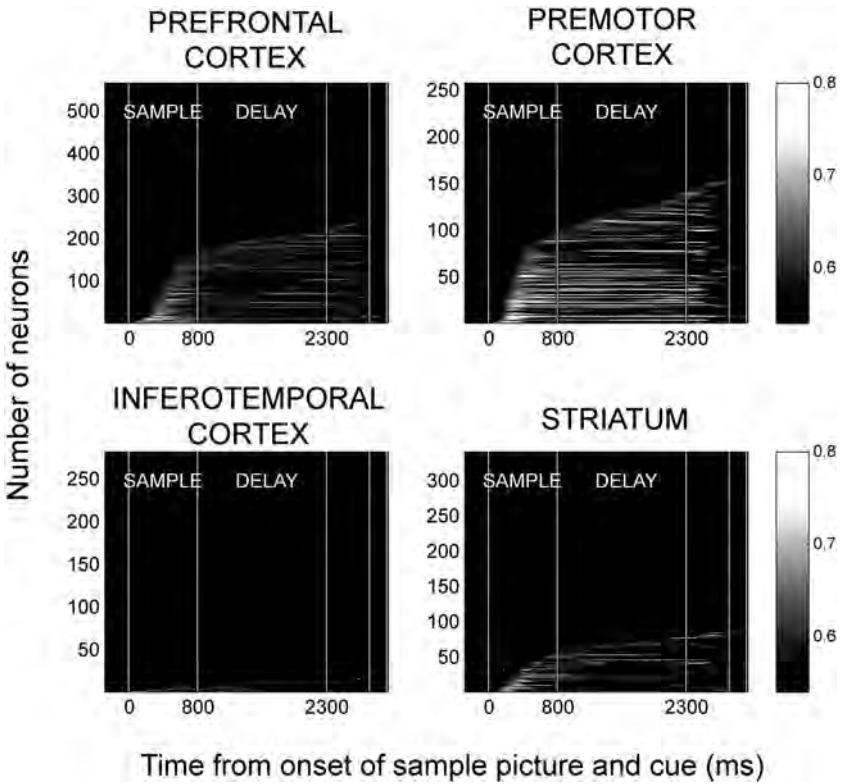 PREFRONTAL
CORTEX
PREMOTOR
CORTEX
500
400
300
200
100
SAMPLE
DELAY
0
800
2300
250
200
150
100
50
SAMPLE
DELAY
0
800
2300
0.8
0.7
0.6
Number of neurons
INFEROTEMPORAL
CORTEX
STRIATUM
250
200
150
100
50
SAMPLE
DELAY
0
800
2300
300
250
200
150
100
50
SAMPLE
DELAY
0
800
2300
0.8
0.7
0.6
Time from onset of sample picture and cue (ms)